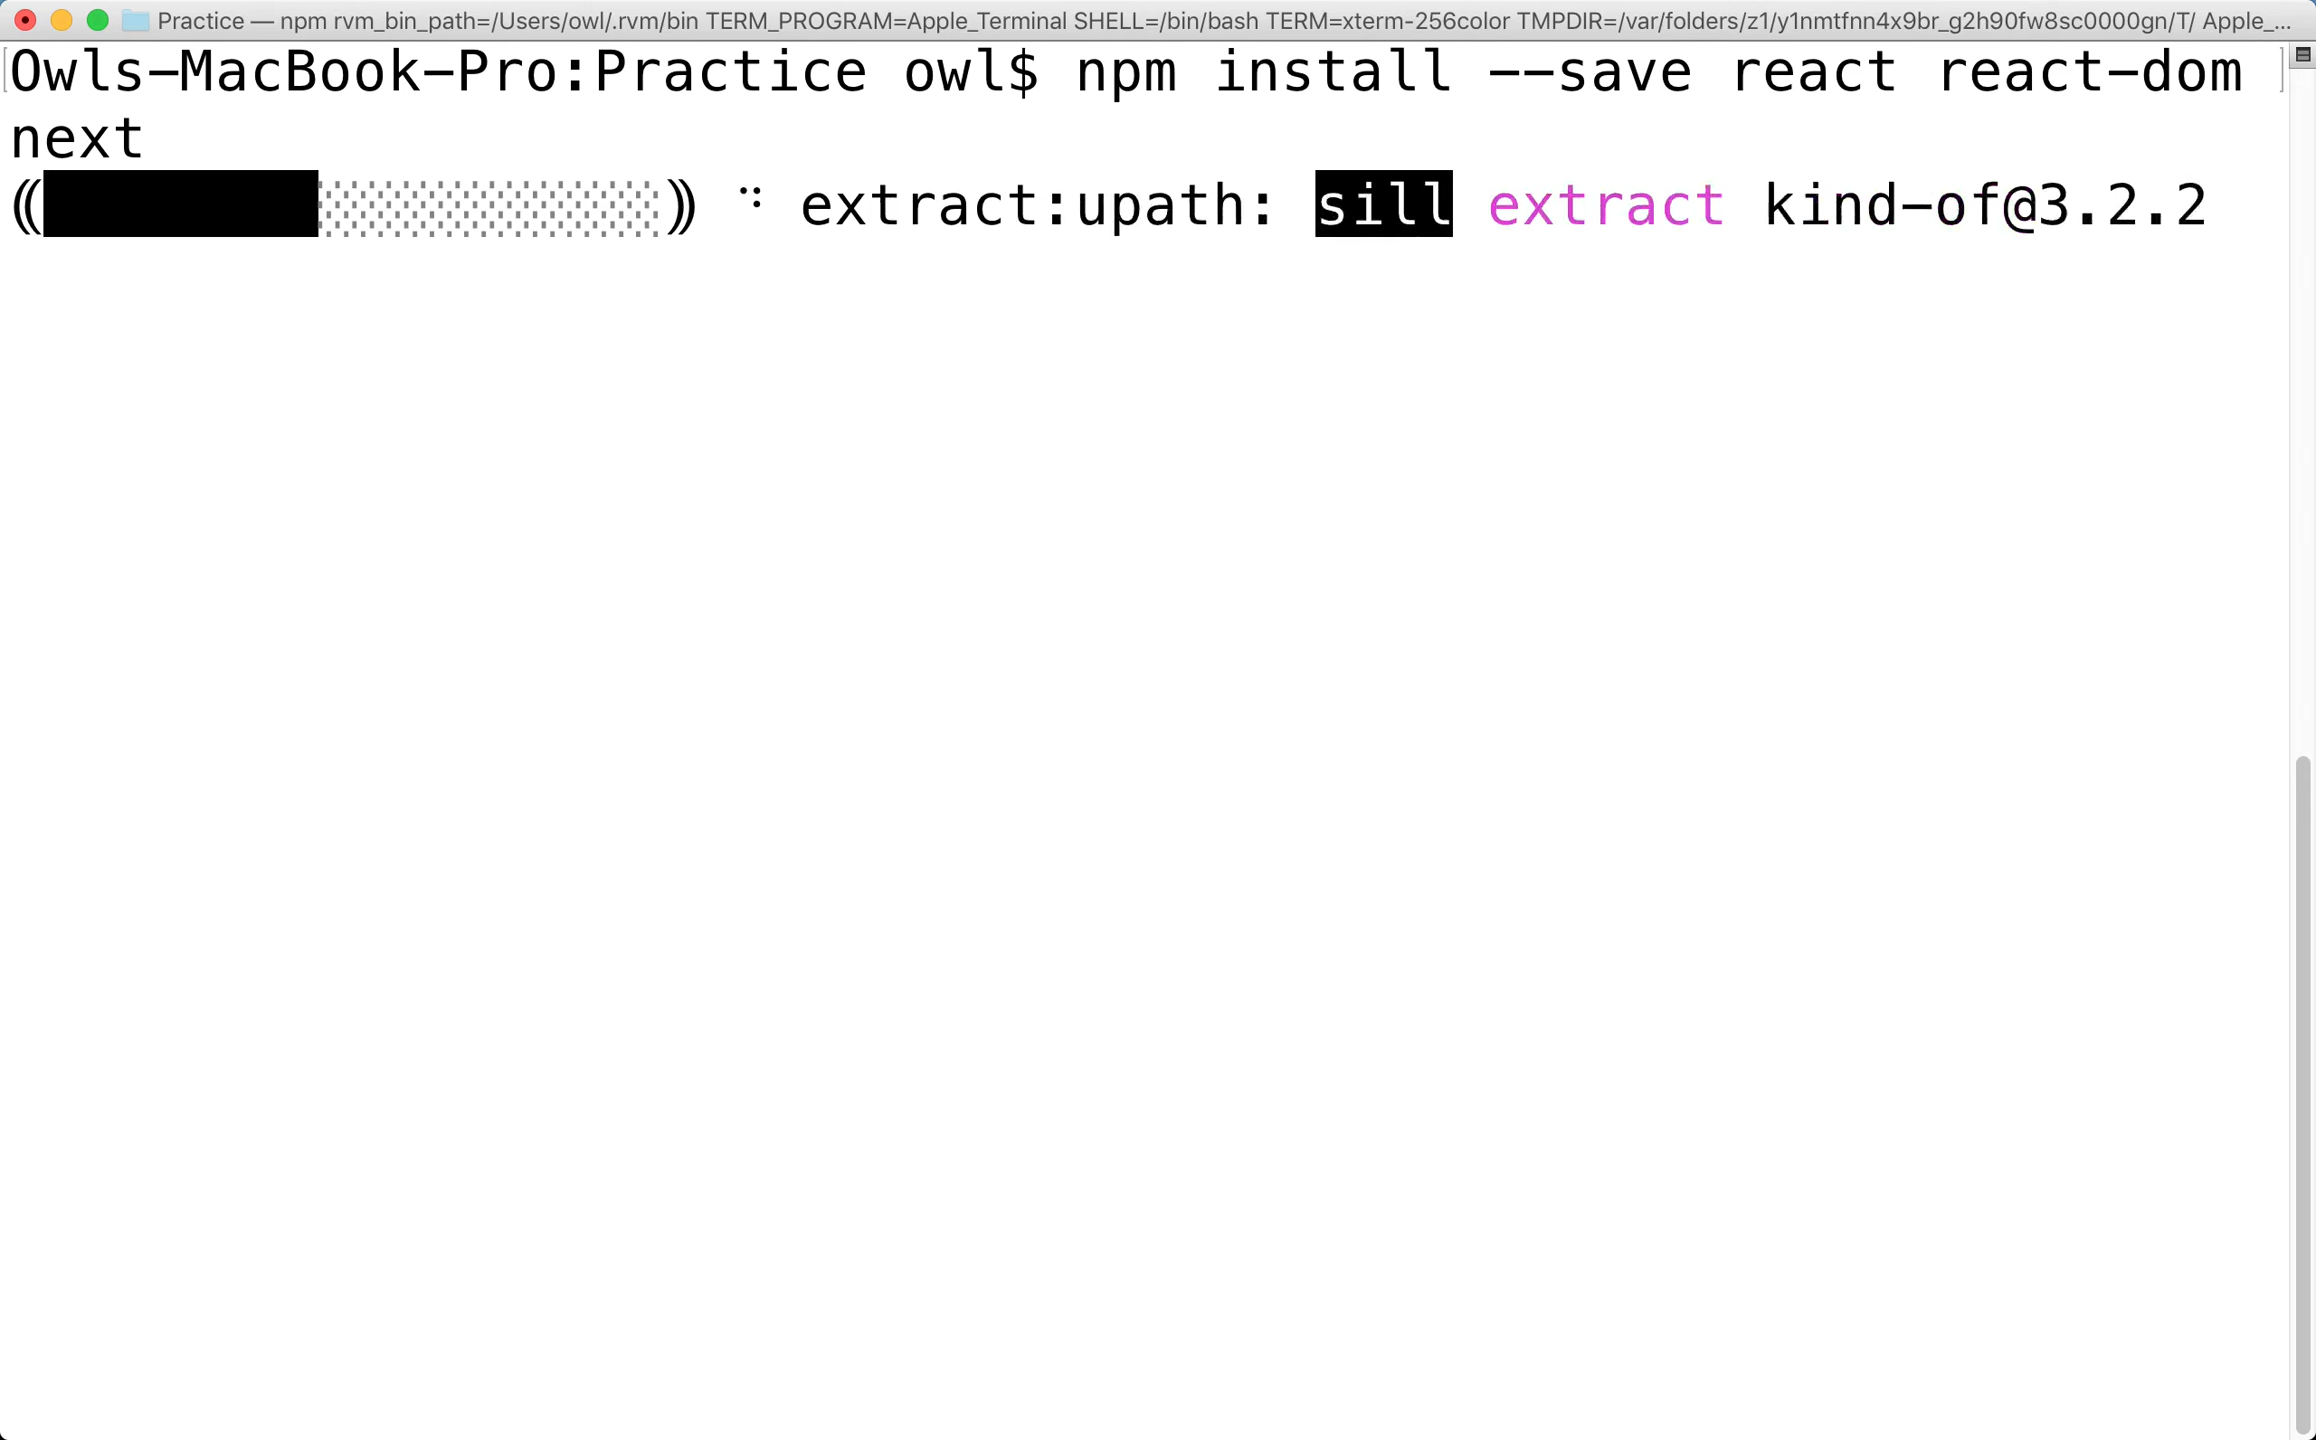 Practice — npm rvm_bin_path=/Users/owl/.rvm/bin TERM_PROGRAM=Apple_Terminal SHELL=/bin/bash TERM=xterm-256color TMPDIR=/var/folders/z1/y1nmtfnn4x9br_g2h90fw8sc0000gn/T/ Apple_...
Owls-MacBook-Pro:Practice owl$ npm install --save react react-dom
next
⸨████████░░░░░░░░░░⸩ ⠙ extract:upath: sill extract kind-of@3.2.2